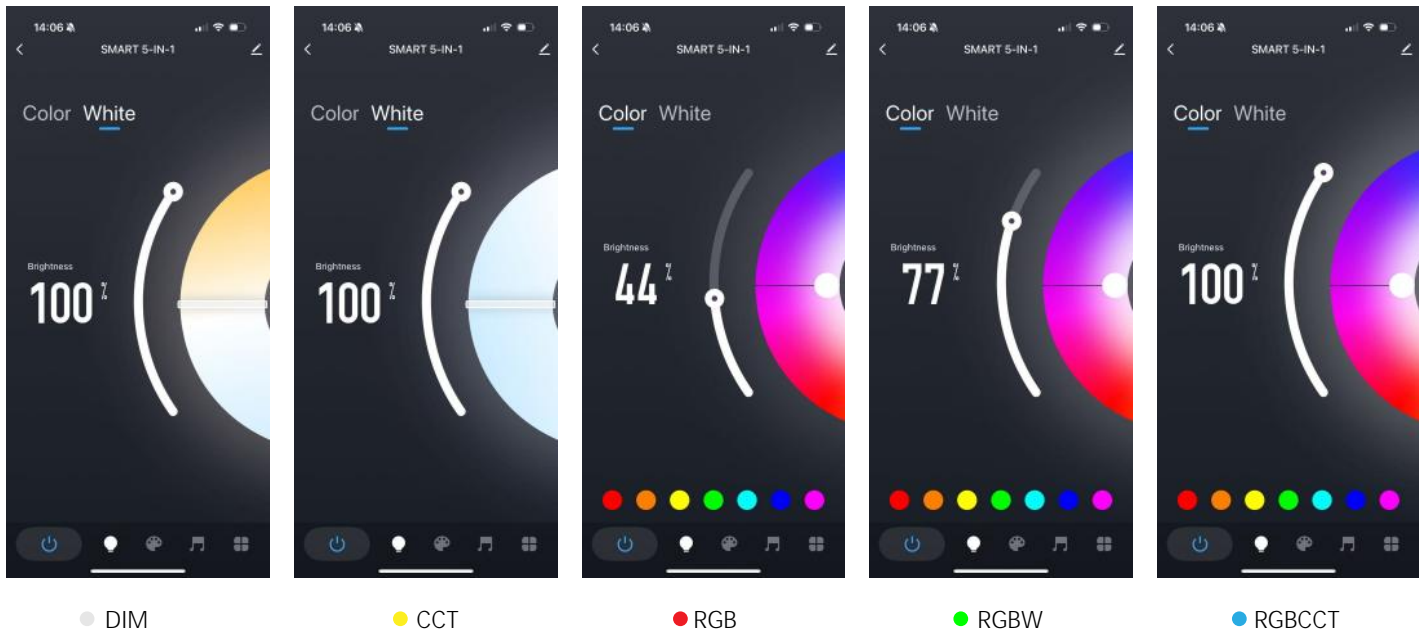 14:06
SMART 5-IN-1
Color White
Brightness
100 %
DIM
14:06
SMART 5-IN-1
Color White
Brightness
100 %
CCT
14:06
SMART 5-IN-1
Color White
Brightness
44 %
RGB
14:06
SMART 5-IN-1
Color White
Brightness
77 %
RGBW
14:06
SMART 5-IN-1
Color White
Brightness
100 %
RGBCCT